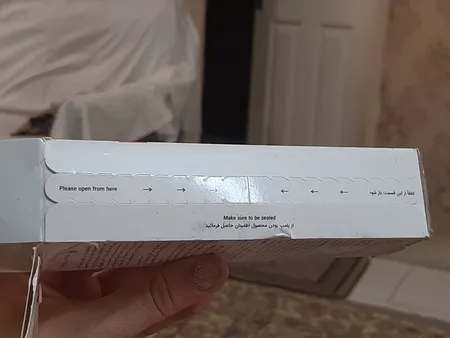 Please open from here → → → ← ← ← لطفاً از این قسمت باز شود
Make sure to be sealed
از پلمپ بودن محصول اطمینان حاصل فرمائید